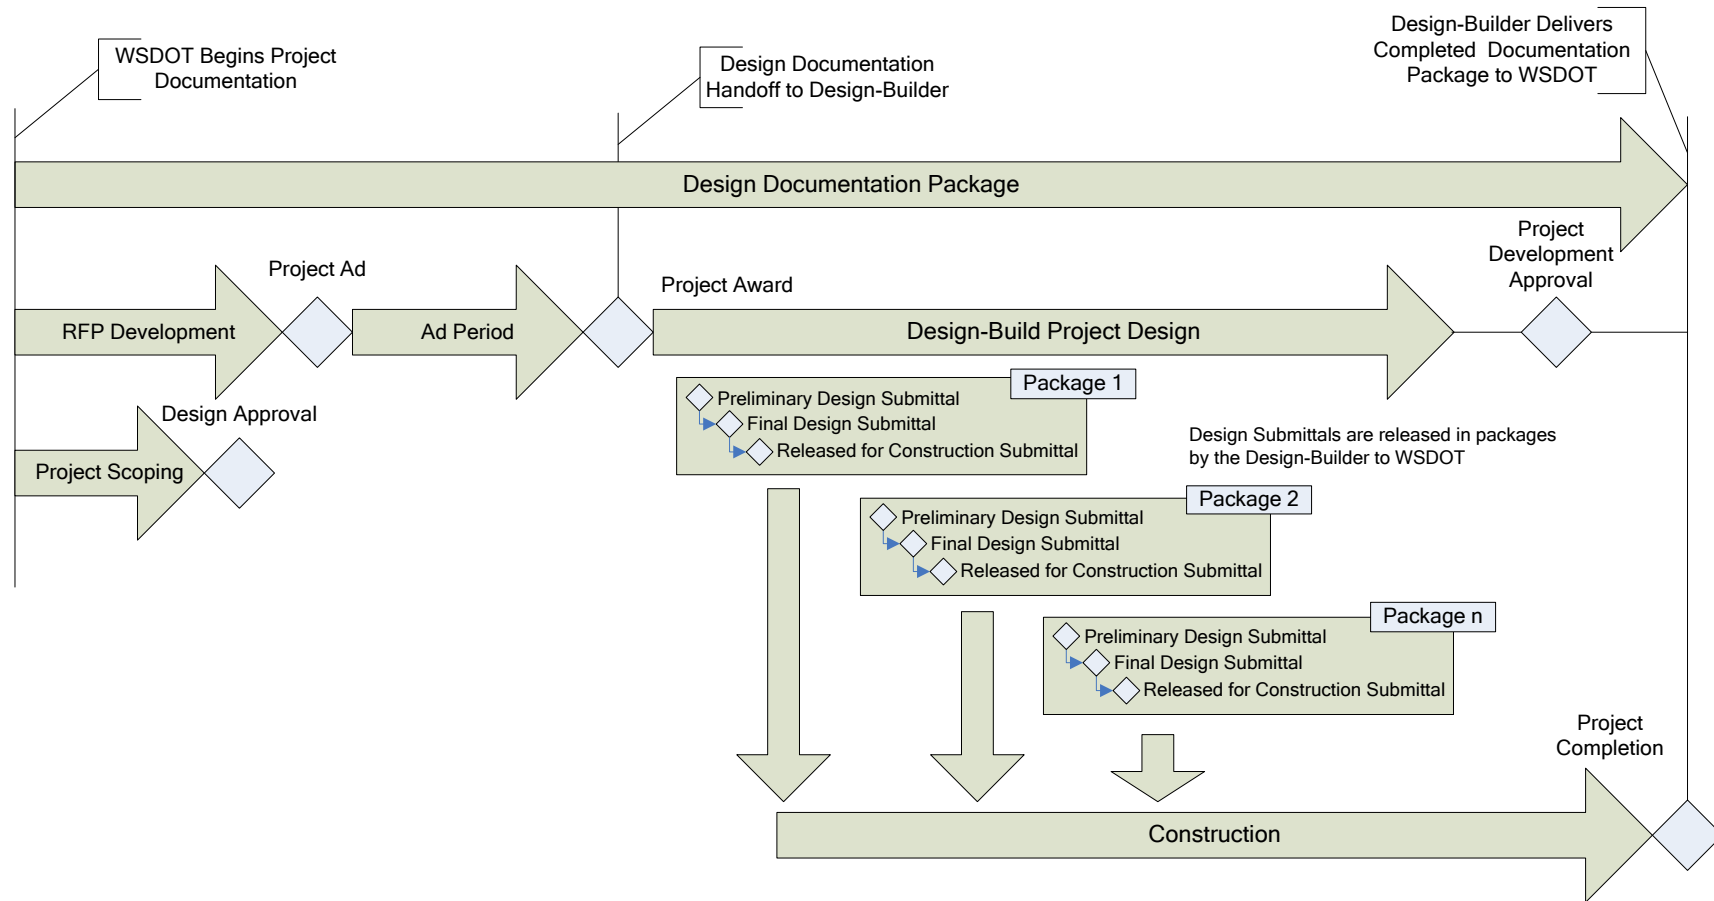 WSDOT Begins Project
Documentation
Design Documentation
Handoff to Design-Builder
Design-Builder Delivers
Completed Documentation
Package to WSDOT
Design Documentation Package
Project Ad
Project Award
Project
Development
Approval
RFP Development
Ad Period
Design-Build Project Design
Design Approval
Project Scoping
Package 1
Preliminary Design Submittal
Final Design Submittal
Released for Construction Submittal
Design Submittals are released in packages
by the Design-Builder to WSDOT
Package 2
Preliminary Design Submittal
Final Design Submittal
Released for Construction Submittal
Package n
Preliminary Design Submittal
Final Design Submittal
Released for Construction Submittal
Project
Completion
Construction